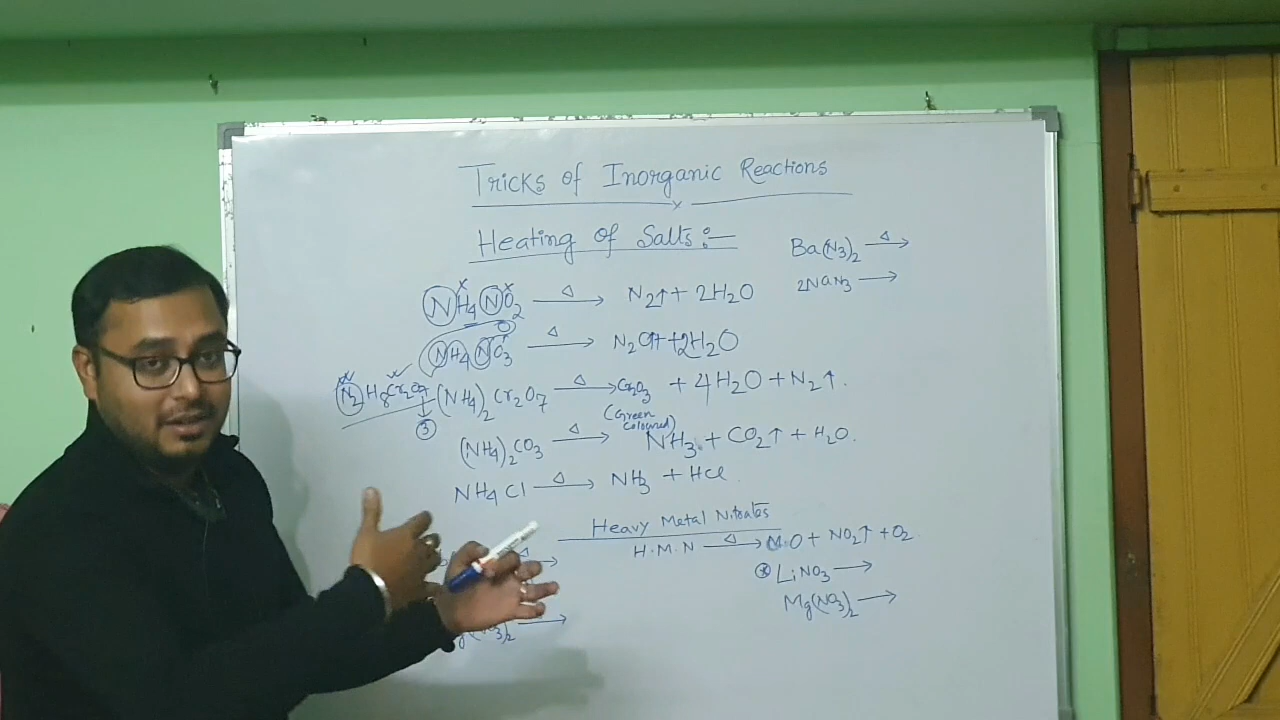 Tricks of Inorganic Reactions
Heating of Salts :-
Ba(N3)2 Δ→
2NaN3 →
NH4NO2 Δ→ N2↑ + 2H2O
NH4NO3 Δ→ N2O↑ + 2H2O
N2H8Cr2O7 (NH4)2Cr2O7 Δ→ Cr2O3 + 4H2O + N2↑.
3
(Green coloured)
(NH4)2CO3 Δ→ NH3 + CO2↑ + H2O.
NH4Cl Δ→ NH3 + HCl
Heavy Metal Nitrates
H.M.N Δ→ M.O + NO2↑ + O2
* LiNO3 →
Mg(NO3)2 →